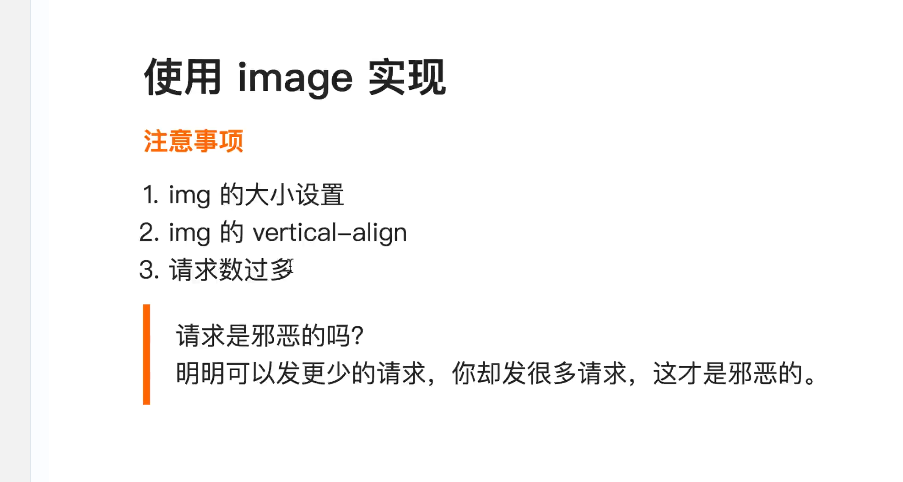 使用 image 实现
注意事项
1. img 的大小设置
2. img 的 vertical-align
3. 请求数过多
请求是邪恶的吗？
明明可以发更少的请求，你却发很多请求，这才是邪恶的。